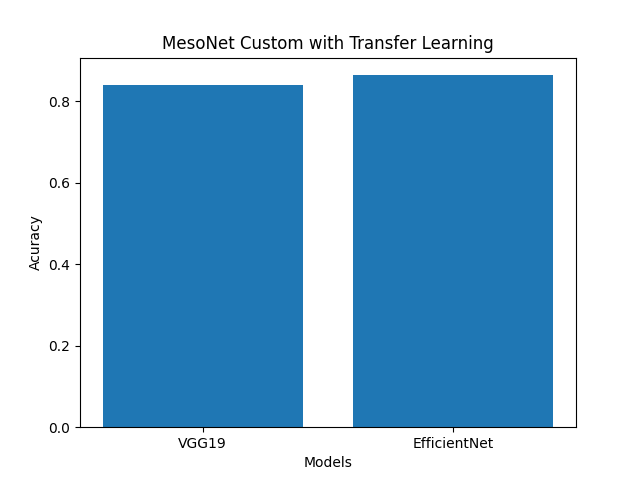 MesoNet Custom with Transfer Learning
Acuracy
0.8
0.6
0.4
0.2
0.0
VGG19 EfficientNet
Models